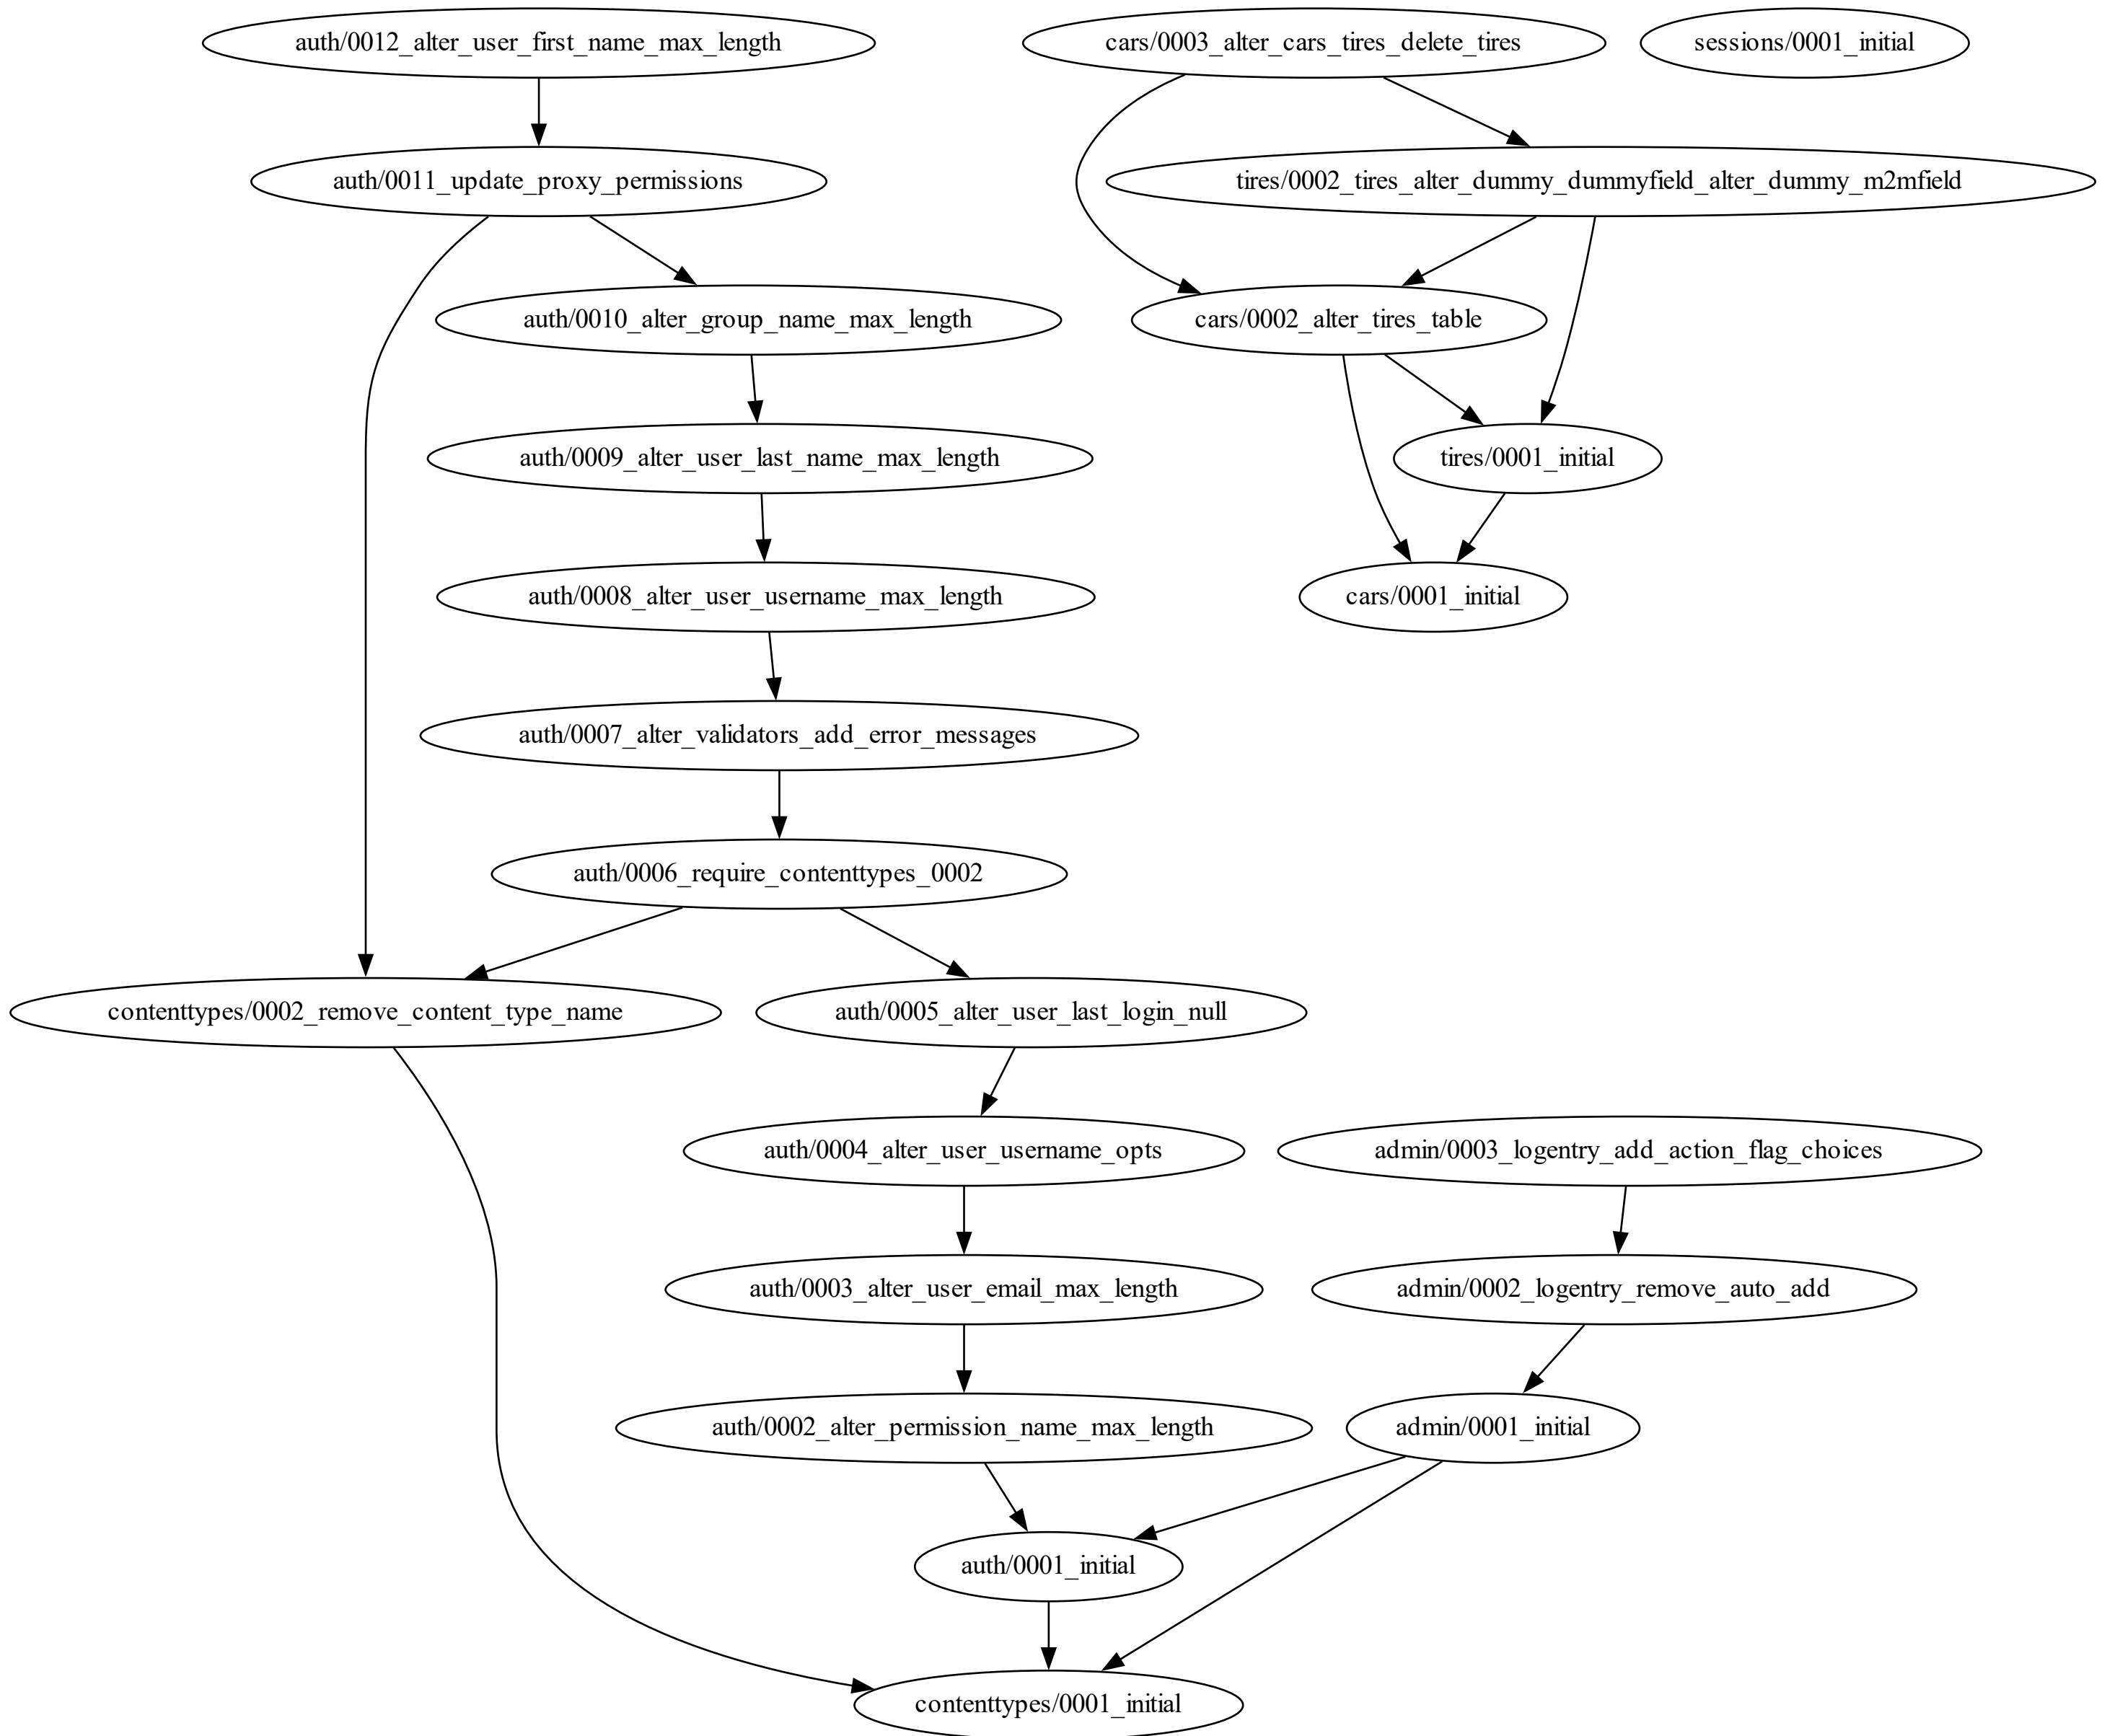 auth/0012_alter_user_first_name_max_length
cars/0003_alter_cars_tires_delete_tires
sessions/0001_initial
auth/0011_update_proxy_permissions
tires/0002_tires_alter_dummy_dummyfield_alter_dummy_m2mfield
auth/0010_alter_group_name_max_length
cars/0002_alter_tires_table
auth/0009_alter_user_last_name_max_length
tires/0001_initial
auth/0008_alter_user_username_max_length
cars/0001_initial
auth/0007_alter_validators_add_error_messages
auth/0006_require_contenttypes_0002
contenttypes/0002_remove_content_type_name
auth/0005_alter_user_last_login_null
auth/0004_alter_user_username_opts
admin/0003_logentry_add_action_flag_choices
auth/0003_alter_user_email_max_length
admin/0002_logentry_remove_auto_add
auth/0002_alter_permission_name_max_length
admin/0001_initial
auth/0001_initial
contenttypes/0001_initial